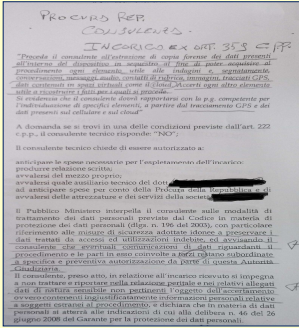 PROCURA REP.
CONSULENZA
INCARICO EX ART. 359 C.P.P.
"Proceda il consulente all'estrazione di copia forense dei dati presenti
all'interno del dispositivo in sequestro al fine di poter acquisire al
procedimento ogni elemento, utile alle indagini e segnatamente,
conversazioni, messaggi, audio, contatti di rubrica, immagini, tracciati GPS,
dati contenuti in spazi virtuali come iCloud. Accerti ogni altro elemento
utile a ricostruire i fatti per i quali si procede.
Si evidenzia che il consulente dovrà rapportarsi con la p.g. competente per
l'individuazione di specifici elementi, a partire dal tracciamento GPS e dei
dati presenti sul cellulare e sul cloud"
A domanda se si trovi in una delle condizioni previste dall'art. 222
c.p.p., il consulente tecnico risponde "NO";
Il consulente tecnico chiede di essere autorizzato a:
anticipare le spese necessarie per l'espletamento dell'incarico;
produrre relazione scritta;
avvalersi del mezzo proprio;
avvalersi quale ausiliario tecnico del dott.
ad anticipare spese per conto della Procura della Repubblica e di
avvalersi delle attrezzature e dei servizi della società
Il Pubblico Ministero interpella il consulente sulle modalità di
trattamento dei dati personali previste dal Codice in materia di
protezione dei dati personali (dlgs. n. 196 del 2003), con particolare
riferimento alle misure di sicurezza adottate idonee a preservare i
dati trattati da accessi ed utilizzazioni indebite, ed avvisando il
consulente che eventuali comunicazioni di dati riguardanti il
procedimento e le parti in esso coinvolte a terzi restano subordinate
a specifica e preventiva autorizzazione da parte di questa Autorità
Giudiziaria.
Il consulente, preso atto, in relazione all'incarico ricevuto si impegna
a non trattare e riportare nella relazione peritale e nei relativi allegati
dati di natura sensibile non pertinenti l'oggetto dell'accertamento
ovvero contenenti ingiustificatamente informazioni personali relative
a soggetti estranei al procedimento, e dichiara che in materia di dati
personali si atterrà alle indicazioni di cui alla delibera n. 46 del 26
giugno 2008 del Garante per la protezione dei dati personali.